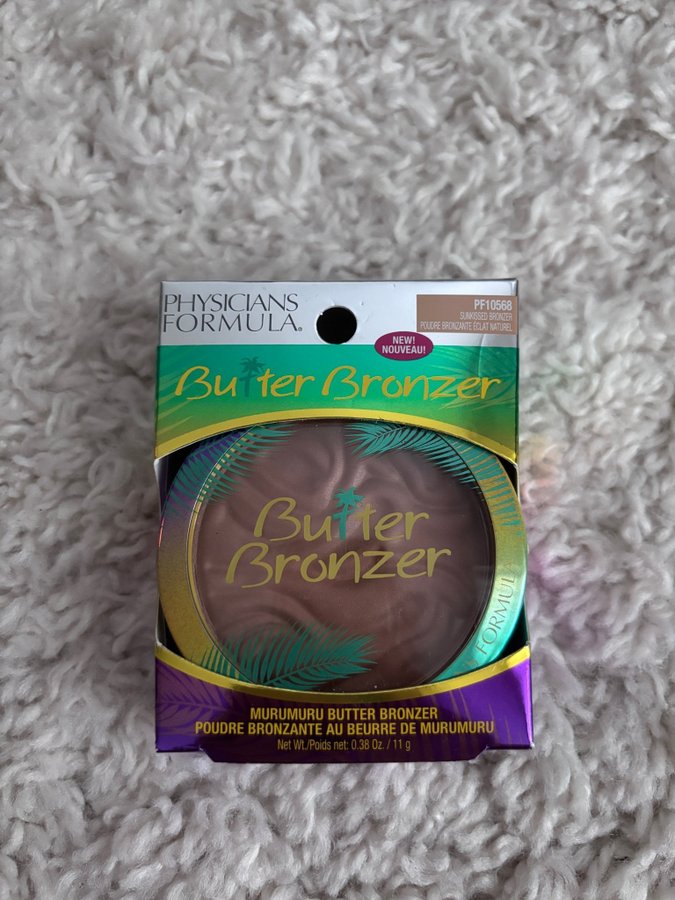 PHYSICIANS
FORMULA®
PF10568
SUNKISSED BRONZER
POUDRE BRONZANTE ÉCLAT NATUREL
NEW!
NOUVEAU!
Butter Bronzer
Butter
Bronzer
FORMULA
MURUMURU BUTTER BRONZER
POUDRE BRONZANTE AU BEURRE DE MURUMURU
Net Wt./Poids net: 0.38 Oz. / 11 g